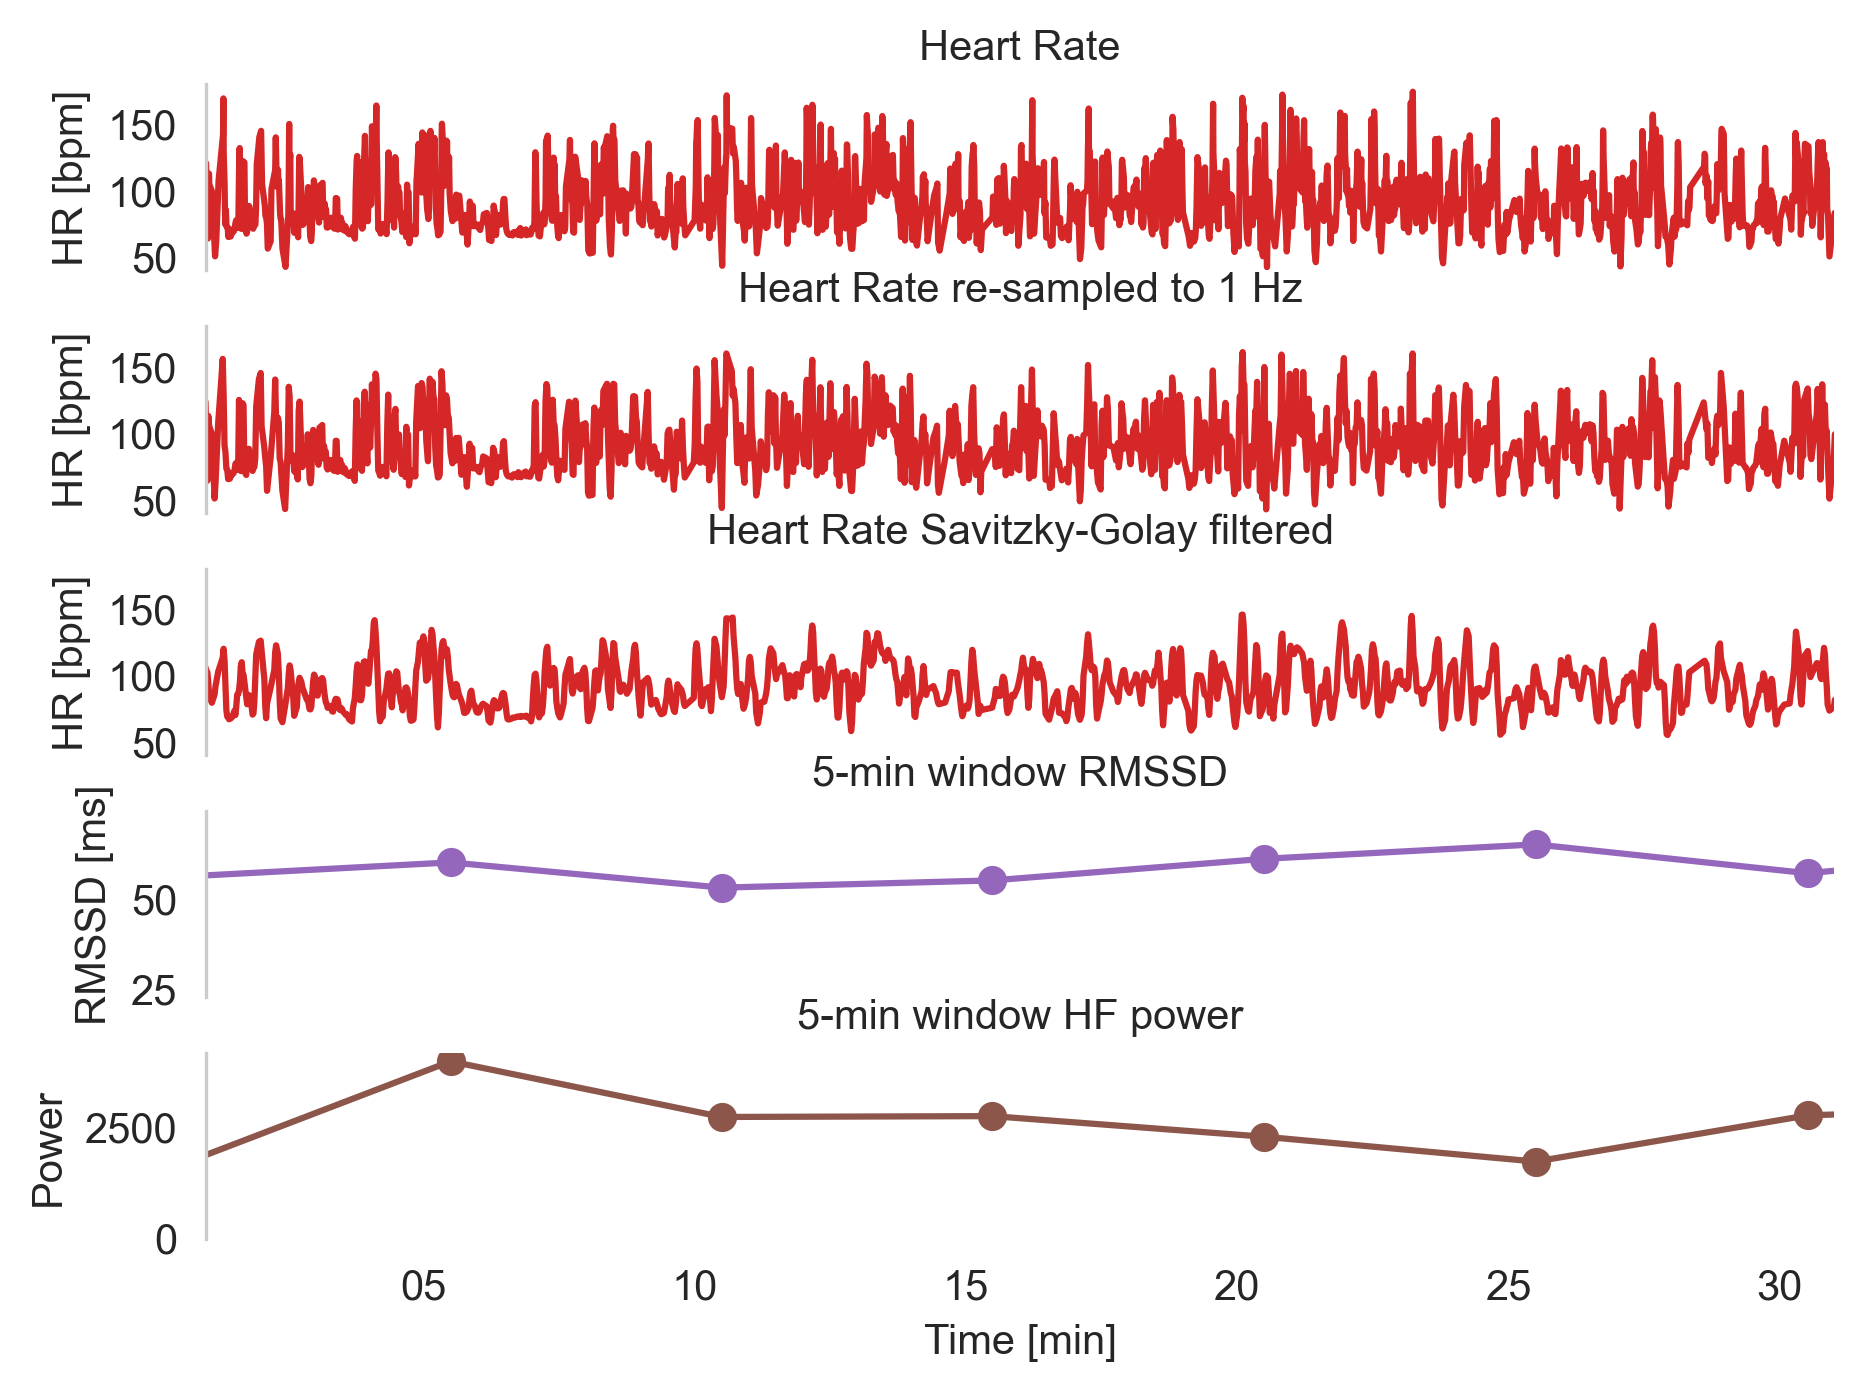 Heart Rate
HR [bpm]
150
100
50
Heart Rate re-sampled to 1 Hz
HR [bpm]
150
100
50
Heart Rate Savitzky-Golay filtered
HR [bpm]
150
100
50
5-min window RMSSD
RMSSD [ms]
50
25
5-min window HF power
Power
2500
0
05 10 15 20 25 30
Time [min]